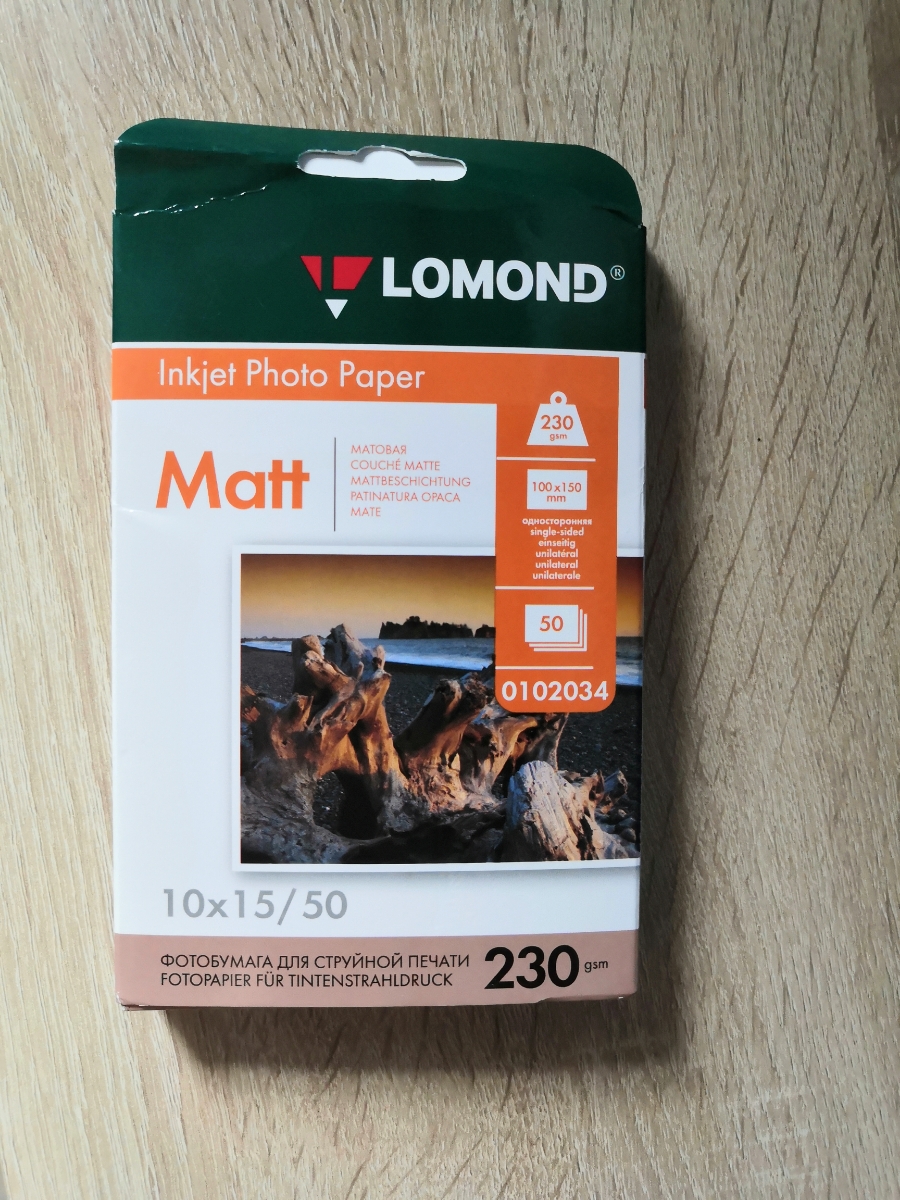 LOMOND®
Inkjet Photo Paper
230
gsm
Matt
МАТОВАЯ
COUCHÉ MATTE
MATTBESCHICHTUNG
PATINATURA OPACA
MATE
100x150
mm
односторонняя
single-sided
einseitig
unilatéral
unilateral
unilaterale
50
0102034
10x15/50
ФОТОБУМАГА ДЛЯ СТРУЙНОЙ ПЕЧАТИ
FOTOPAPIER FÜR TINTENSTRAHLDRUCK
230 gsm